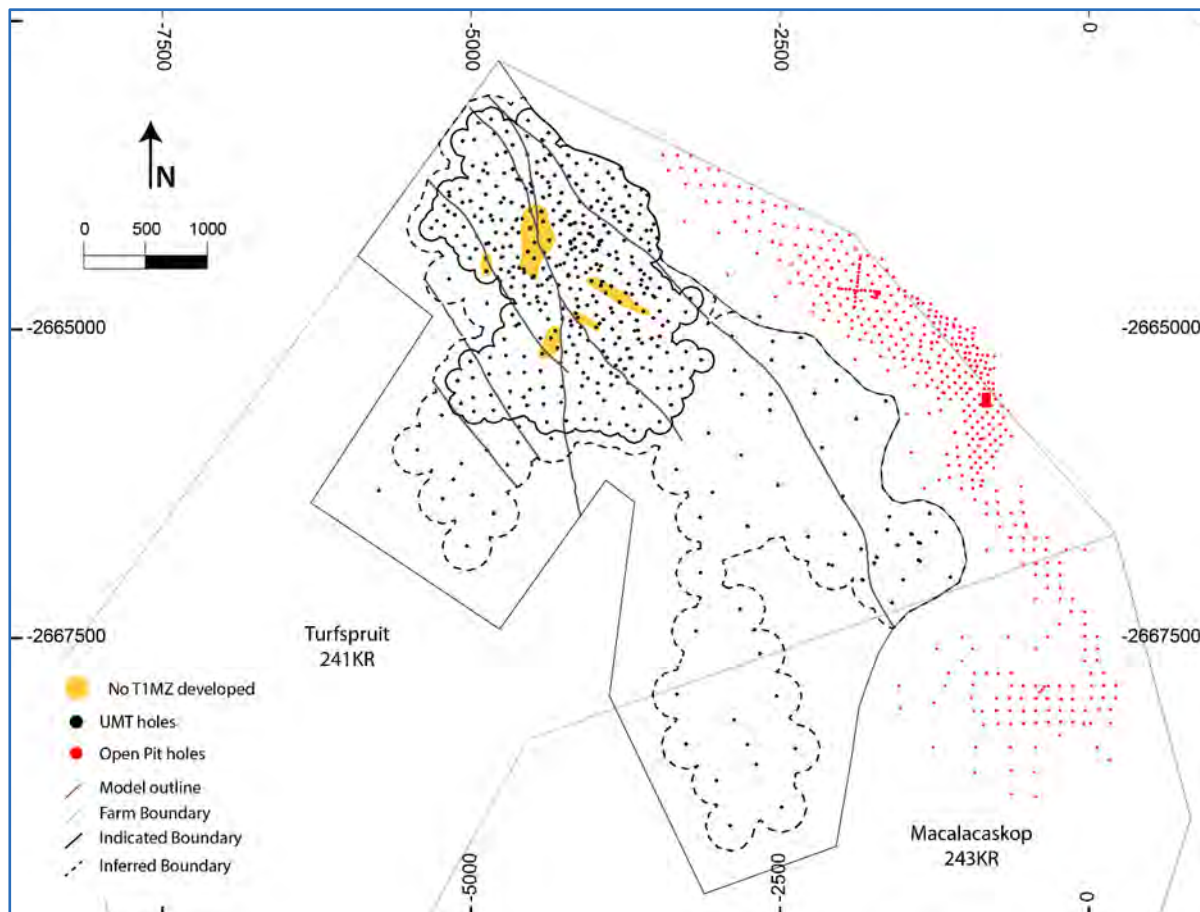 -7500
-5000
-2500
0
N
0 500 1000
-2665000
-2665000
-2667500
-2667500
Turfspruit
241KR
No T1MZ developed
UMT holes
Open Pit holes
Model outline
Farm Boundary
Indicated Boundary
Inferred Boundary
Macalacaskop
243KR
-5000
-2500
0